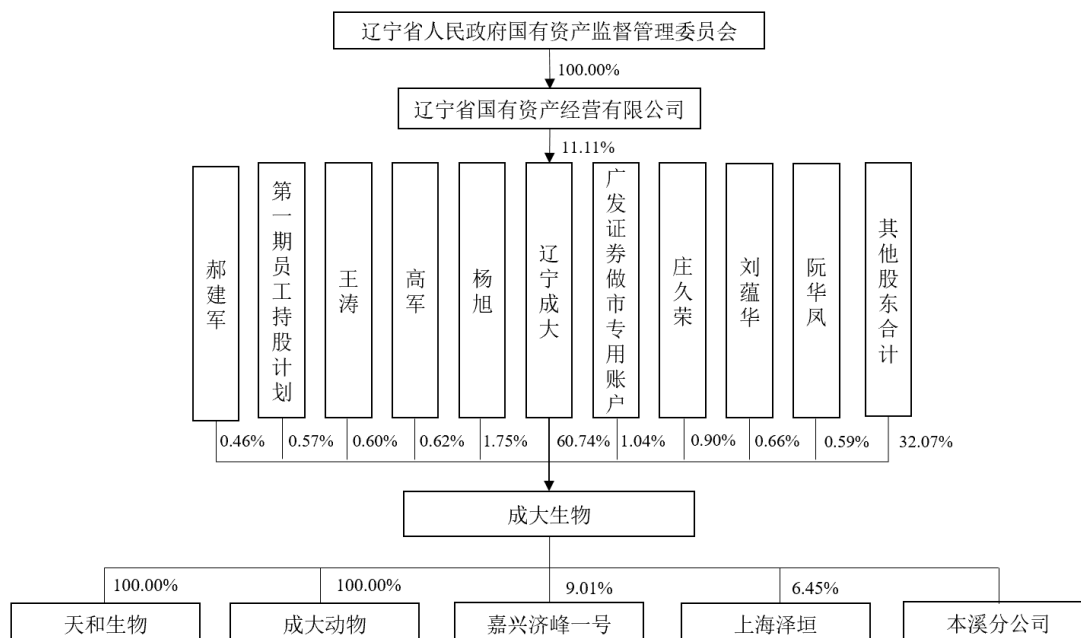 辽宁省人民政府国有资产监督管理委员会
100.00%
辽宁省国有资产经营有限公司
11.11%
郝建军
第一期员工持股计划
王涛
高军
杨旭
辽宁成大
广发证券做市专用账户
庄久荣
刘蕴华
阮华凤
其他股东合计
0.46%
0.57%
0.60%
0.62%
1.75%
60.74%
1.04%
0.90%
0.66%
0.59%
32.07%
成大生物
100.00%
100.00%
9.01%
6.45%
天和生物
成大动物
嘉兴济峰一号
上海泽垣
本溪分公司